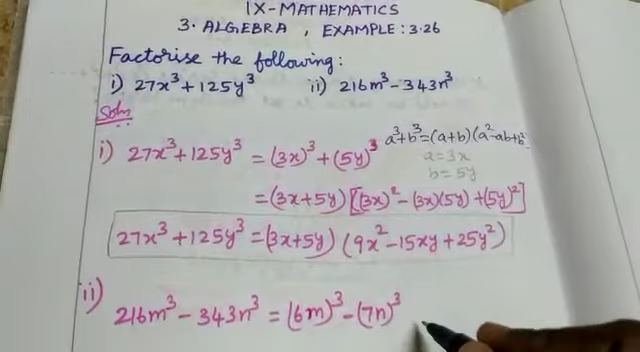 IX-MATHEMATICS
3. ALGEBRA, EXAMPLE: 3.26
Factorise the following:
i) 27x³ + 125y³ ii) 216m³ - 343n³
Soln
i) 27x³ + 125y³ = (3x)³ + (5y)³ a³+b³=(a+b)(a²-ab+b²
a = 3x
b = 5y
= (3x+5y) [(3x)² - (3x)(5y) + (5y)²]
27x³ + 125y³ = (3x+5y) (9x² - 15xy + 25y²)
ii)
216m³ - 343n³ = (6m)³ - (7n)³